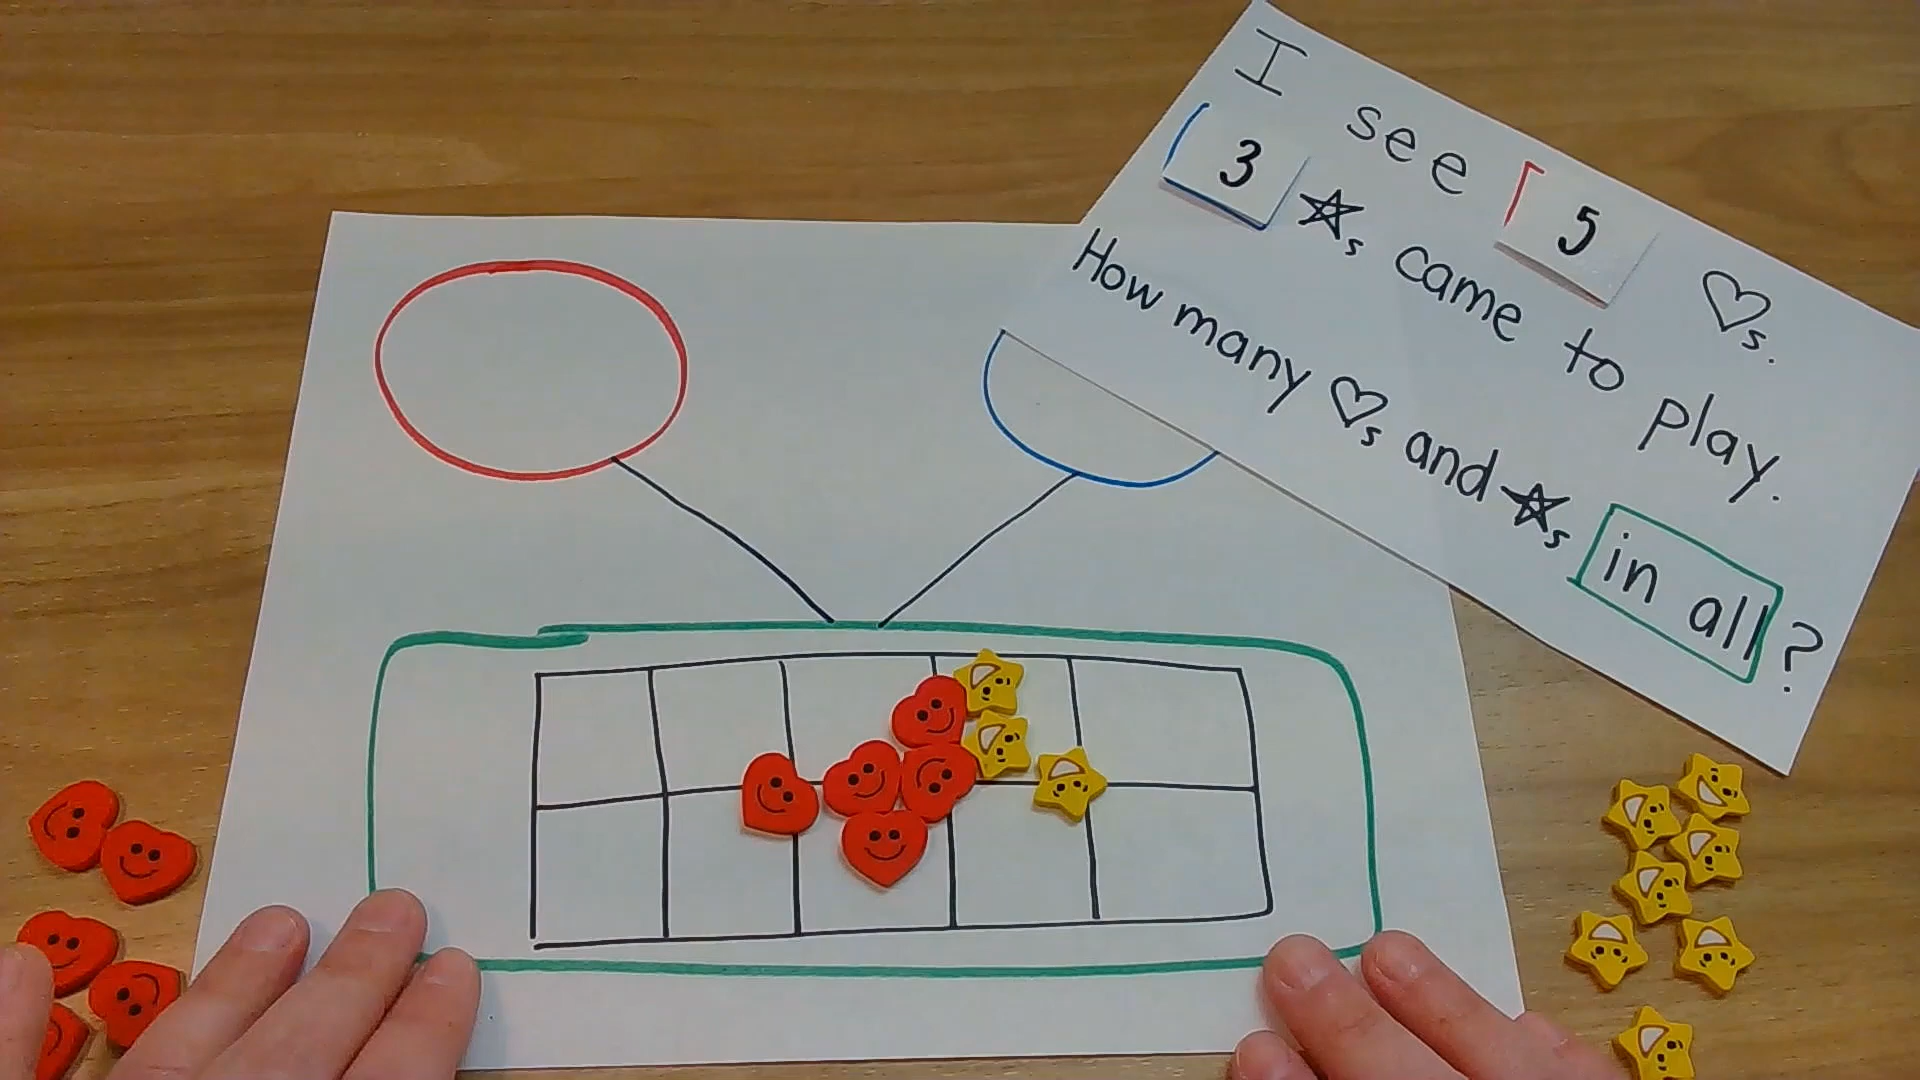 I see 5 ♡s.
3 ☆s came to play.
How many ♡s and ☆s in all?